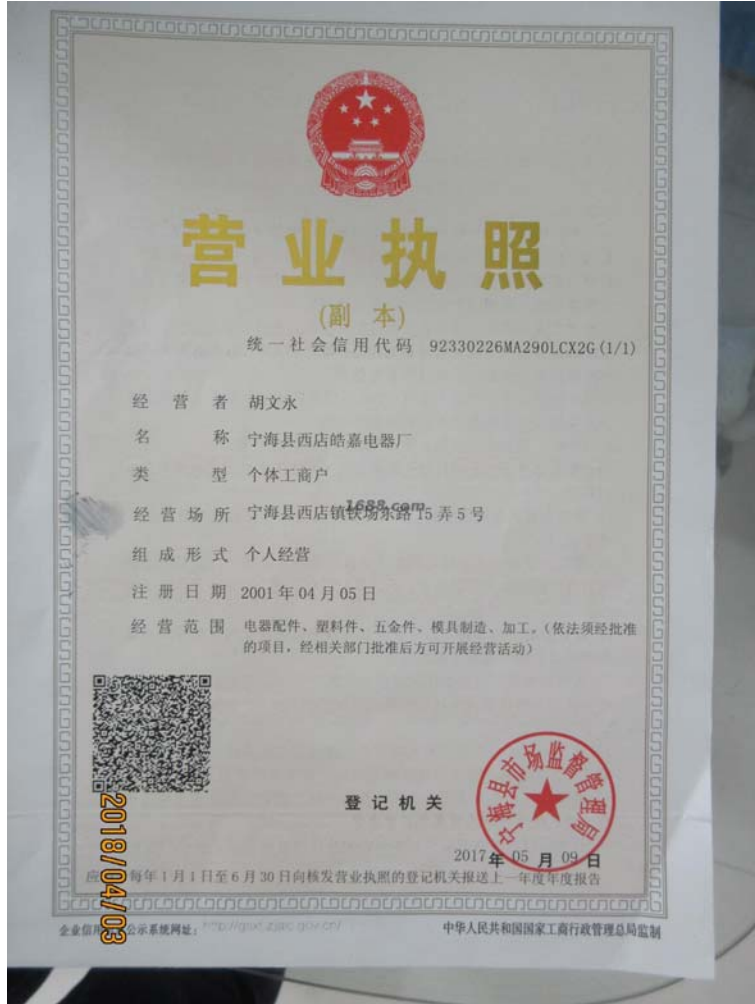 营业执照
(副 本)
统一社会信用代码 92330226MA290LCX2G(1/1)
经营者 胡文永
名称 宁海县西店皓嘉电器厂
类型 个体工商户
经营场所 宁海县西店镇铁场东路15弄5号
1688.com
组成形式 个人经营
注册日期 2001年04月05日
经营范围 电器配件、塑料件、五金件、模具制造、加工。(依法须经批准
的项目,经相关部门批准后方可开展经营活动)
登记机关
宁海县市场监督管理局
2017年05月09日
应 每年1月1日至6月30日向核发营业执照的登记机关报送上一年度年度报告
2018/04/03
企业信用 公示系统网址: http://gsxt.zjaic.gov.cn/
中华人民共和国国家工商行政管理总局监制